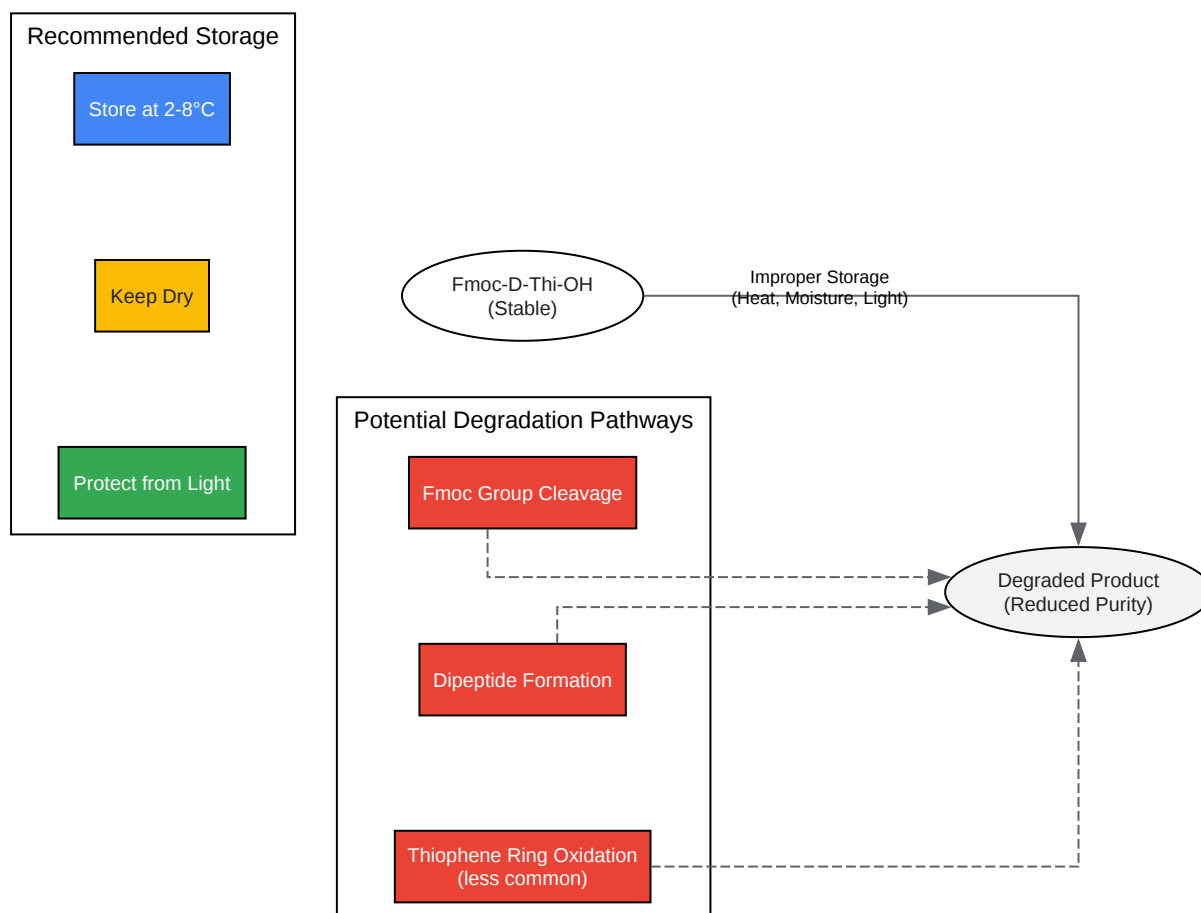 Recommended Storage
Store at 2-8°C
Keep Dry
Protect from Light
Fmoc-D-Thi-OH
(Stable)
Improper Storage
(Heat, Moisture, Light)
Potential Degradation Pathways
Fmoc Group Cleavage
Dipeptide Formation
Thiophene Ring Oxidation
(less common)
Degraded Product
(Reduced Purity)